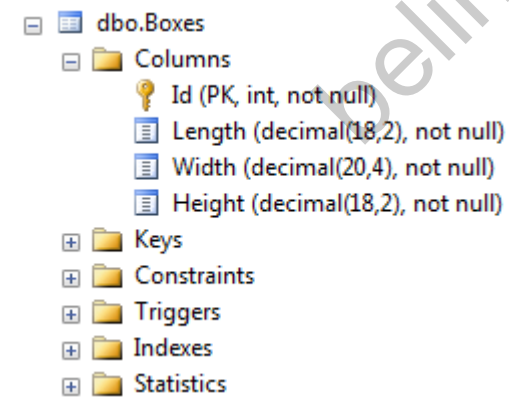 dbo.Boxes
Columns
Id (PK, int, not null)
Length (decimal(18,2), not null)
Width (decimal(20,4), not null)
Height (decimal(18,2), not null)
Keys
Constraints
Triggers
Indexes
Statistics